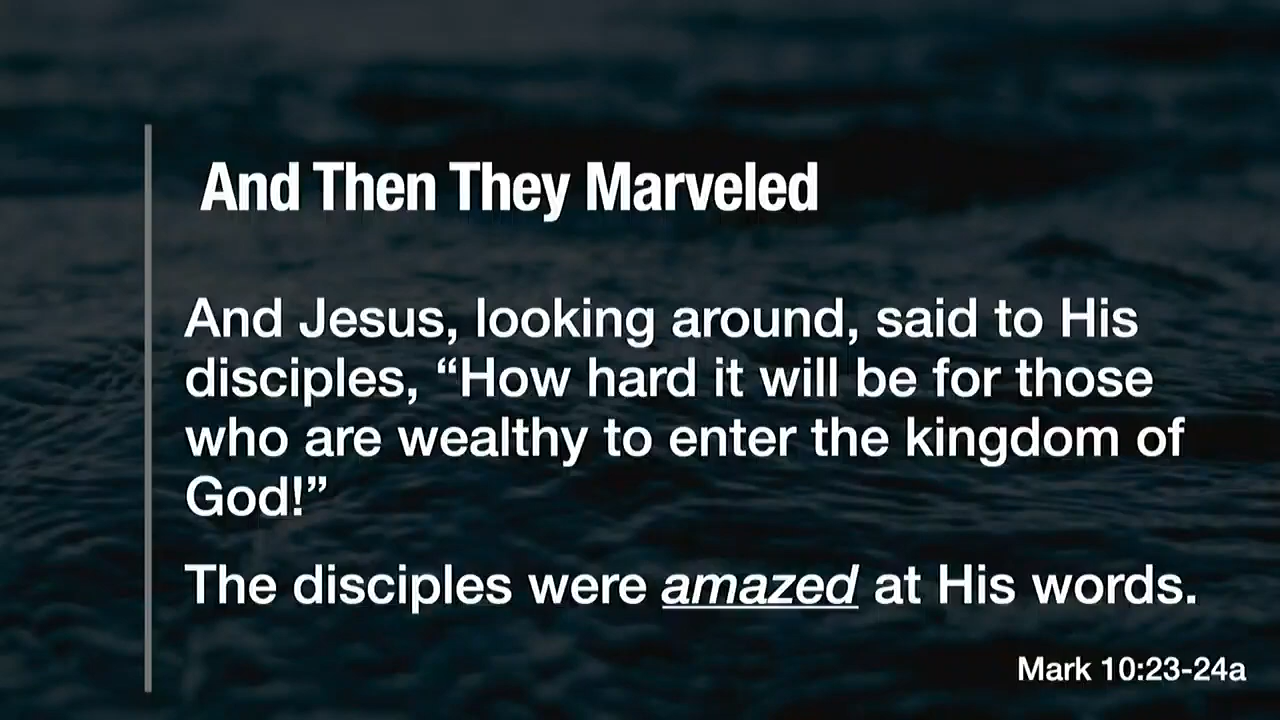 And Then They Marveled
And Jesus, looking around, said to His
disciples, “How hard it will be for those
who are wealthy to enter the kingdom of
God!”
The disciples were amazed at His words.
Mark 10:23-24a